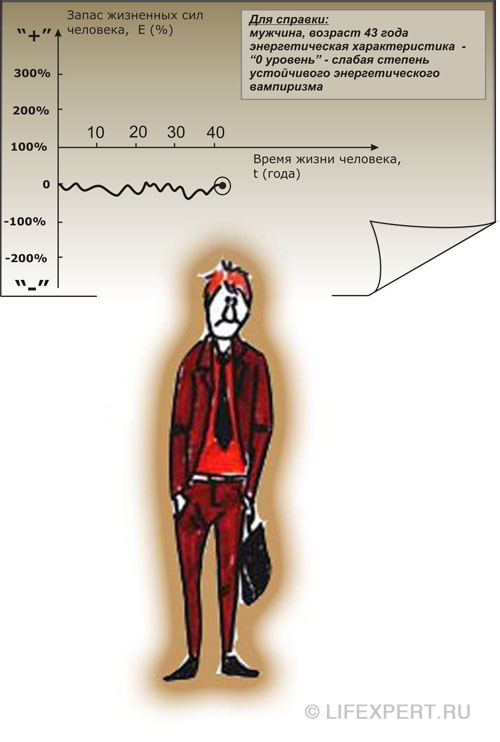 Запас жизненных сил
человека, E (%)
"+"
Для справки:
мужчина, возраст 43 года
энергетическая характеристика -
"0 уровень" - слабая степень
устойчивого энергетического
вампиризма
300%
200%
10 20 30 40
100%
Время жизни человека,
t (года)
0
-100%
-200%
"-"
© LIFEXPERT.RU